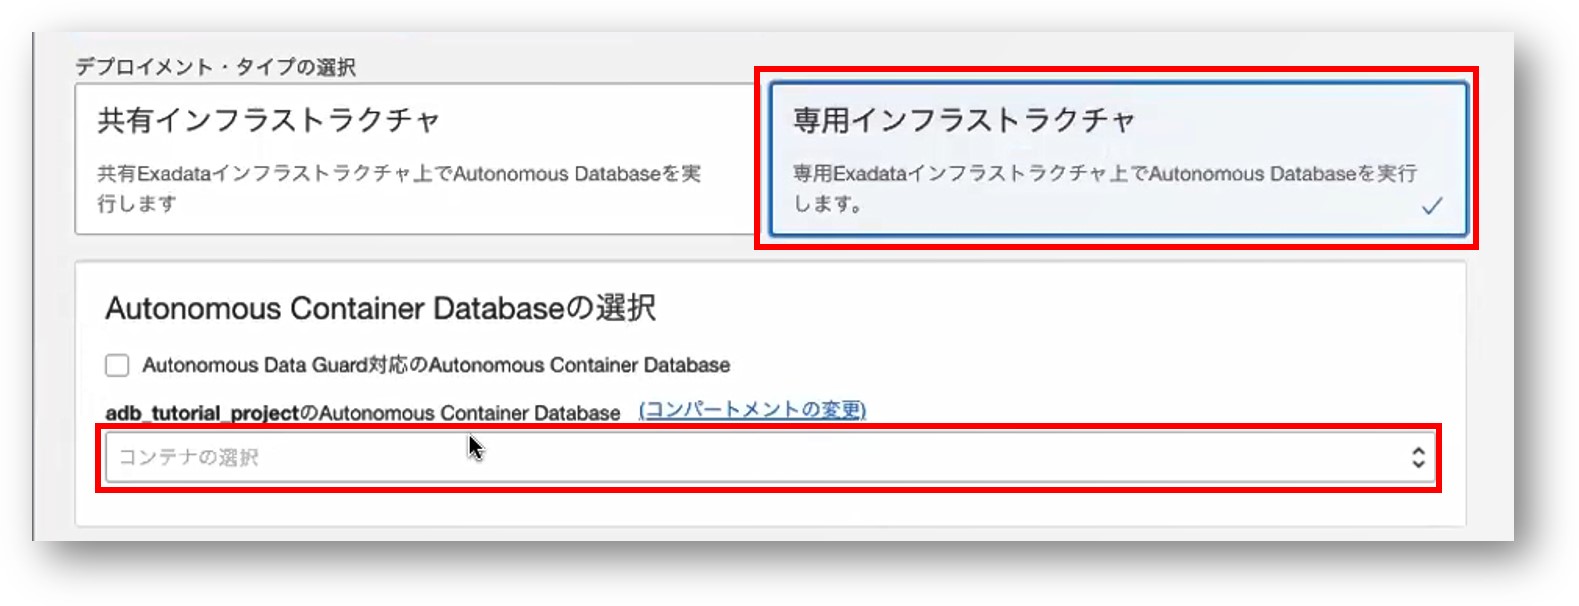 デプロイメント・タイプの選択
共有インフラストラクチャ
共有Exadataインフラストラクチャ上でAutonomous Databaseを実
行します
専用インフラストラクチャ
専用Exadataインフラストラクチャ上でAutonomous Databaseを実行
します。
Autonomous Container Databaseの選択
Autonomous Data Guard対応のAutonomous Container Database
adb_tutorial_projectのAutonomous Container Database (コンパートメントの変更)
コンテナの選択